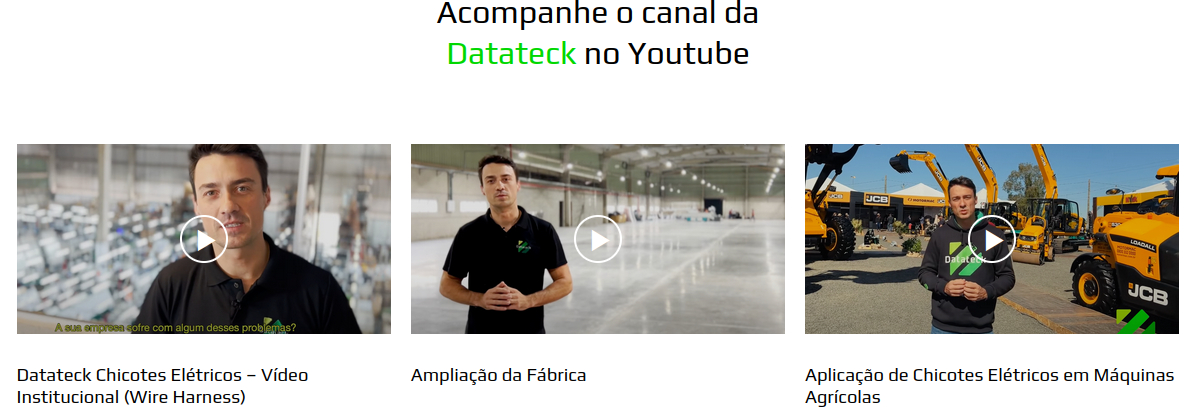 Acompanhe o canal da
Datateck no Youtube
A sua empresa sofre com algum desses problemas?
JCB
Datateck
LOADALL
JCB
Datateck Chicotes Elétricos – Vídeo
Institucional (Wire Harness)
Ampliação da Fábrica
Aplicação de Chicotes Elétricos em Máquinas
Agrícolas